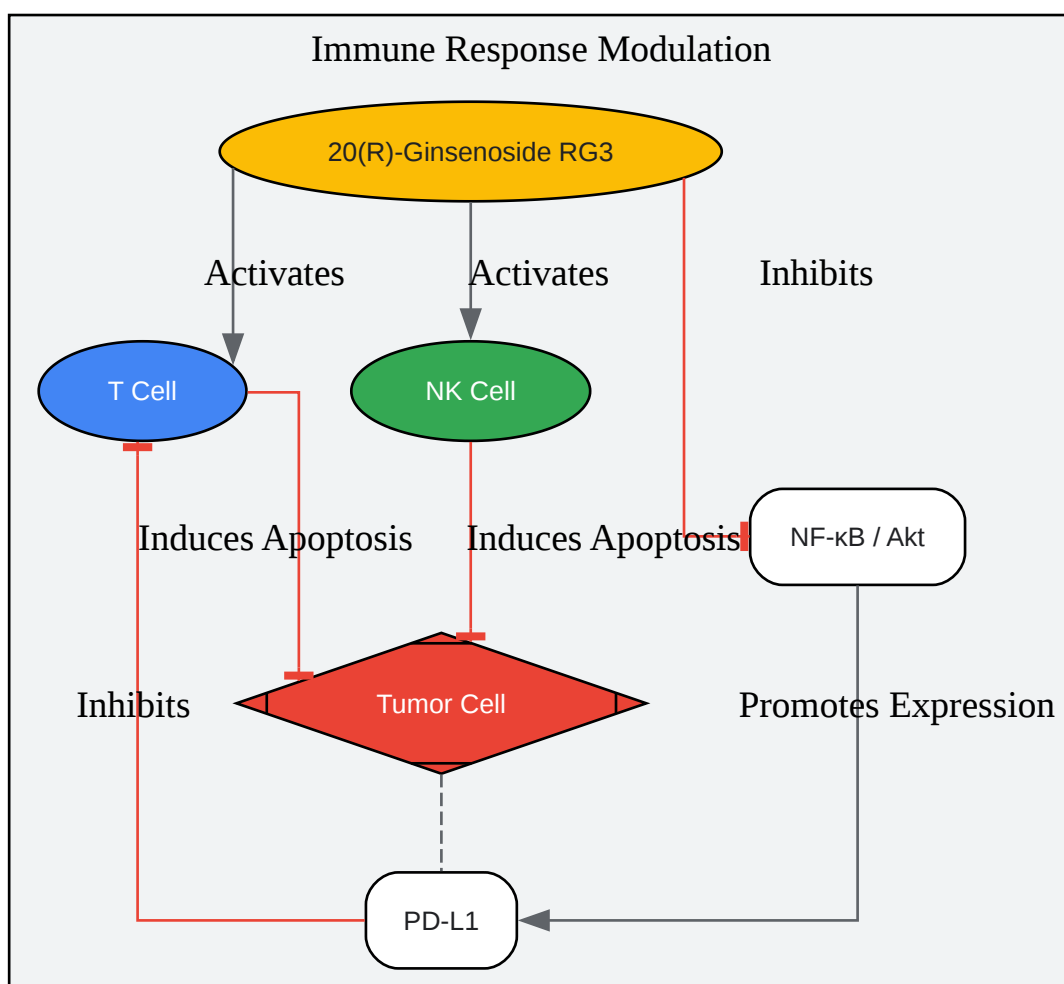 Immune Response Modulation
20(R)-Ginsenoside RG3
Activates
Activates
Inhibits
T Cell
NK Cell
Induces Apoptosis
Induces Apoptosis
NF-κB / Akt
Inhibits
Tumor Cell
Promotes Expression
PD-L1